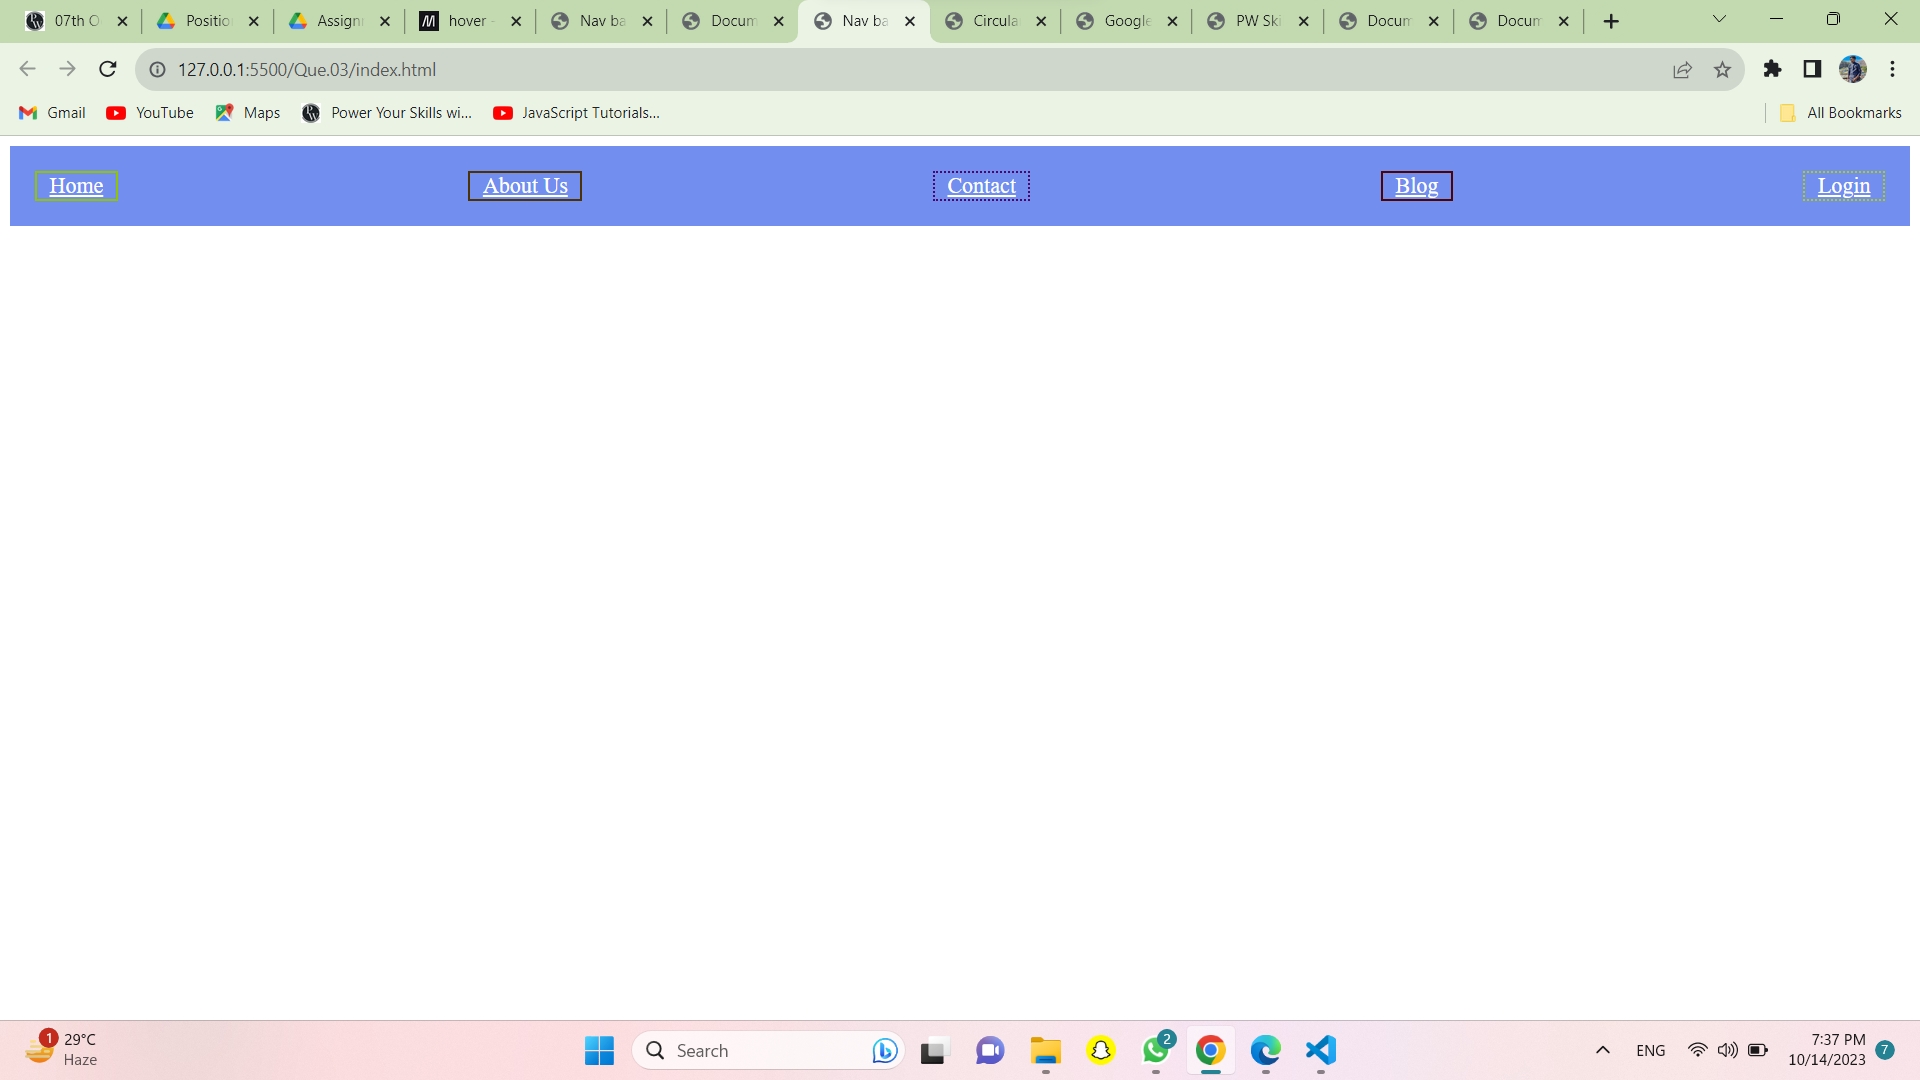 07th O
Positio
Assign
hover -
Nav ba
Docum
Nav ba
Circula
Google
PW Ski
Docum
Docum
127.0.0.1:5500/Que.03/index.html
Gmail
YouTube
Maps
Power Your Skills wi...
JavaScript Tutorials...
All Bookmarks
Home
About Us
Contact
Blog
Login
1
29°C
Haze
Search
2
ENG
7:37 PM
10/14/2023
7